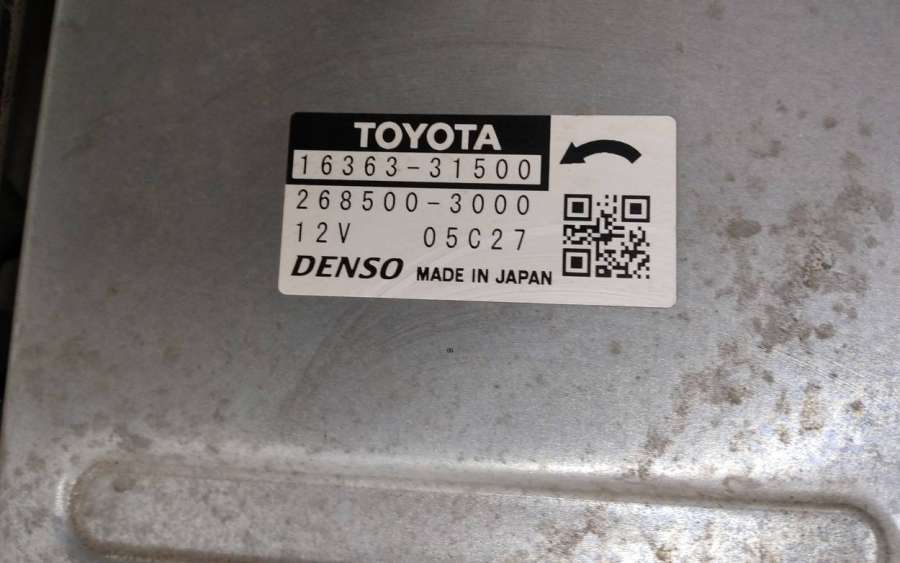 TOYOTA
16363-31500
268500-3000
12V 05C27
DENSO MADE IN JAPAN